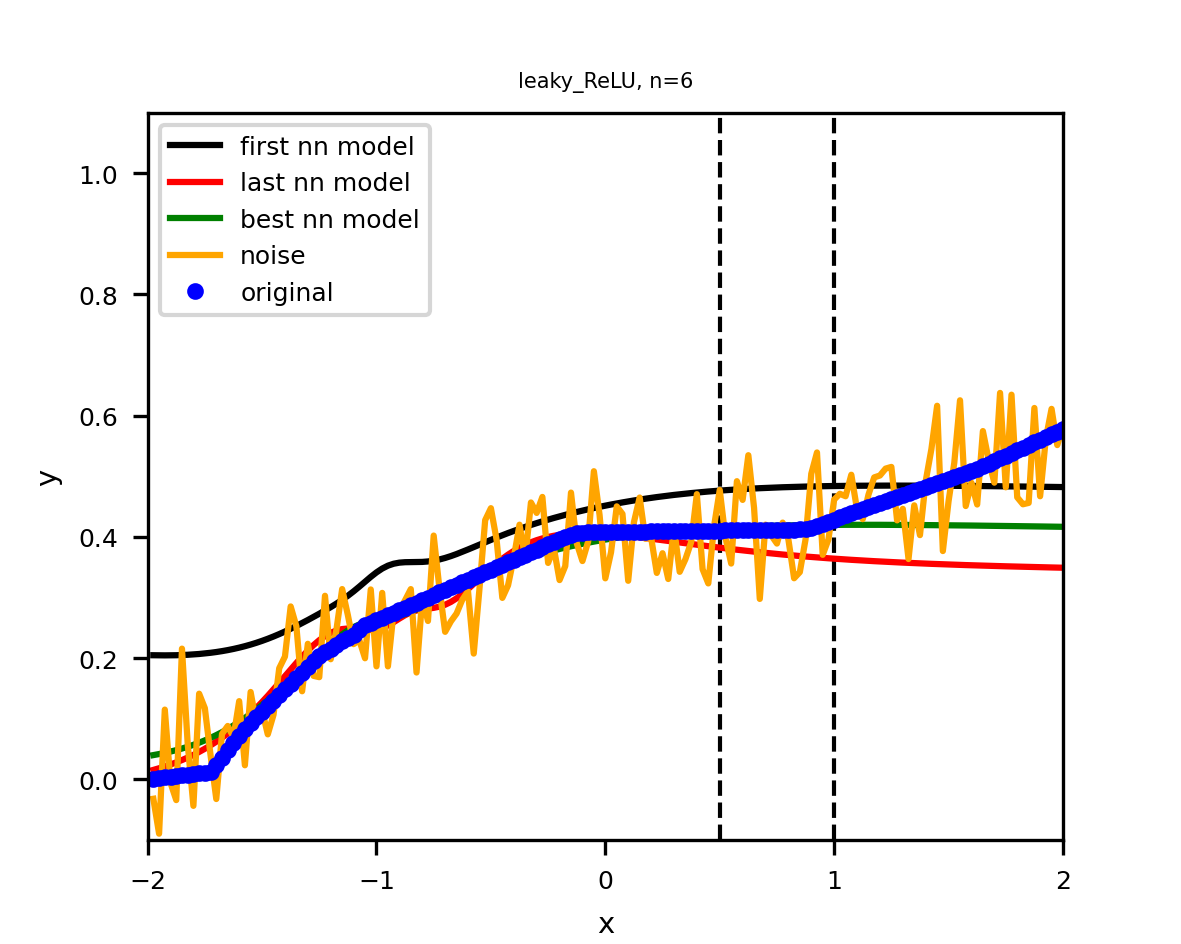 leaky_ReLU, n=6
first nn model
last nn model
best nn model
noise
original
1.0
0.8
0.6
0.4
0.2
0.0
y
−2
−1
0
1
2
x